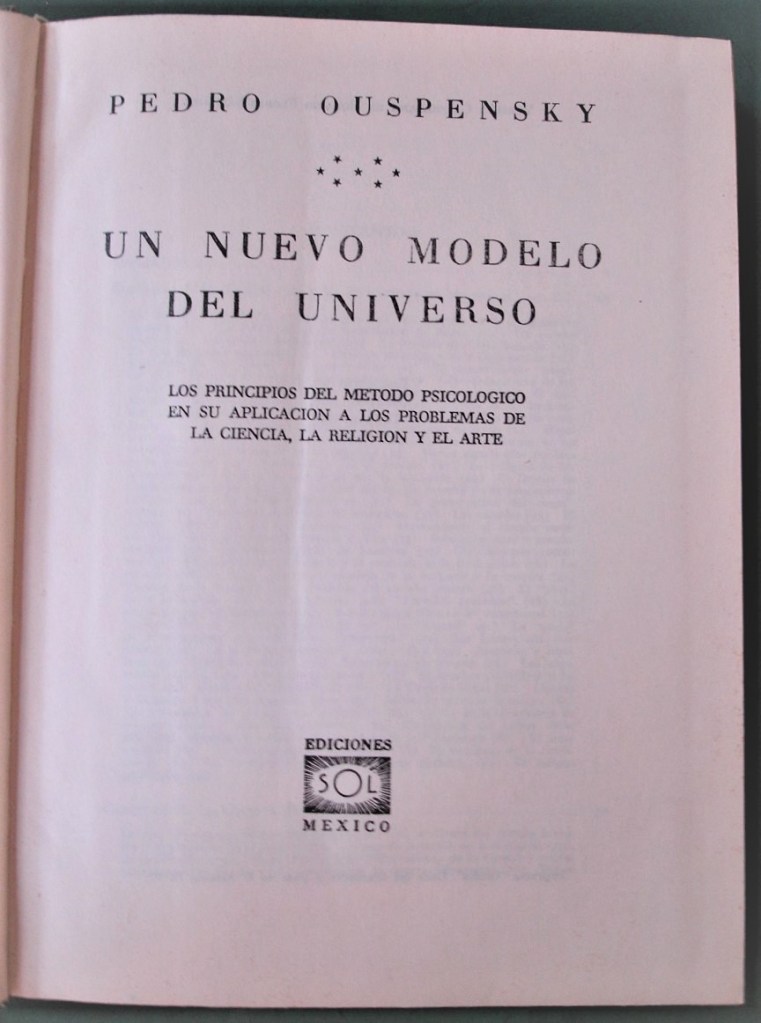 PEDRO OUSPENSKY
UN NUEVO MODELO
DEL UNIVERSO
LOS PRINCIPIOS DEL METODO PSICOLOGICO
EN SU APLICACION A LOS PROBLEMAS DE
LA CIENCIA, LA RELIGION Y EL ARTE
EDICIONES
SOL
MEXICO